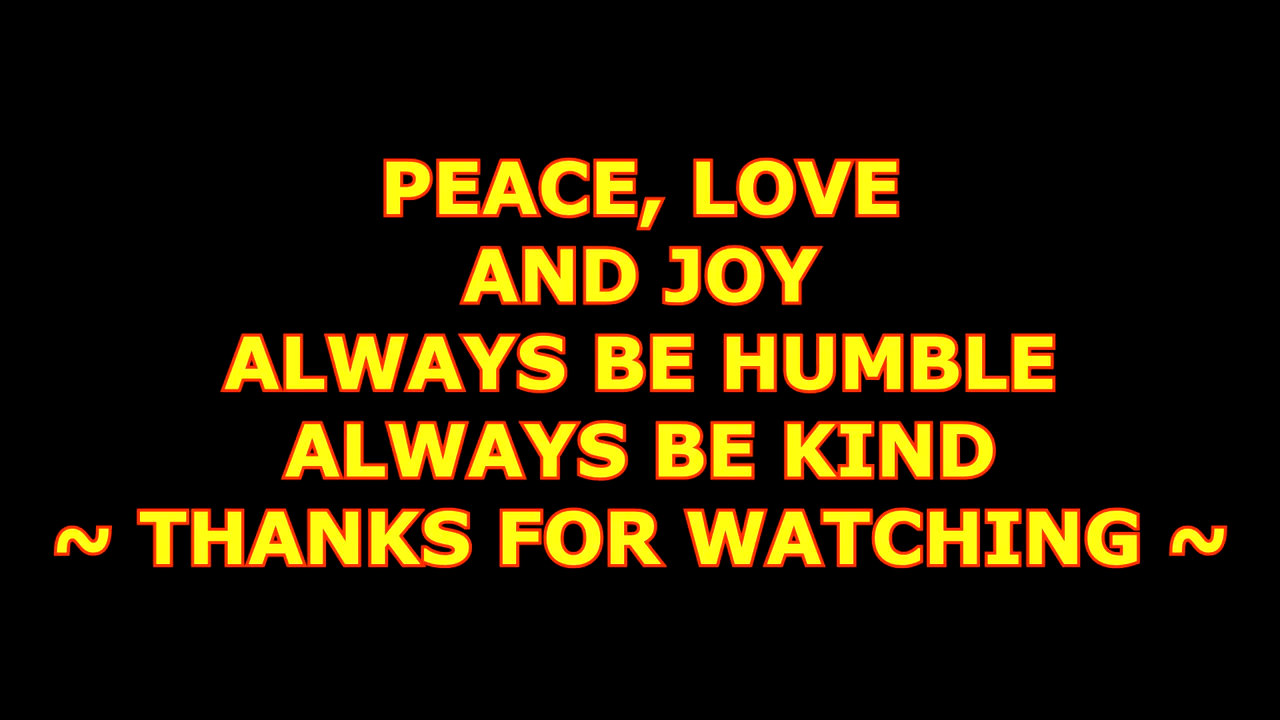 PEACE, LOVE
AND JOY
ALWAYS BE HUMBLE
ALWAYS BE KIND
~ THANKS FOR WATCHING ~